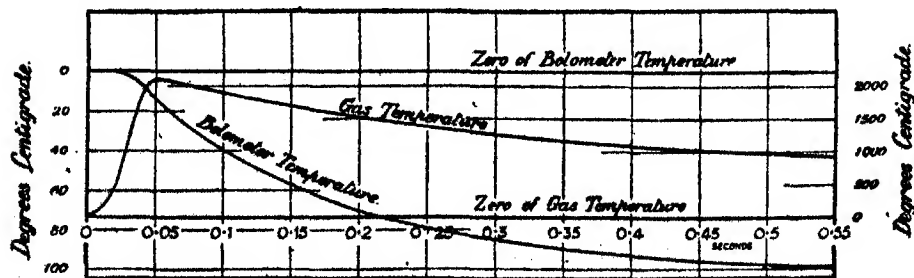 Zero of Bolometer Temperature
Gas Temperature
Bolometer Temperature
Zero of Gas Temperature
Degrees Centigrade.
0
20
40
60
80
100
Degrees Centigrade.
2000
1500
1000
500
0
0 0.05 0.1 0.15 0.2 0.25 0.3 0.35 0.4 0.45 0.5 0.55
SECONDS